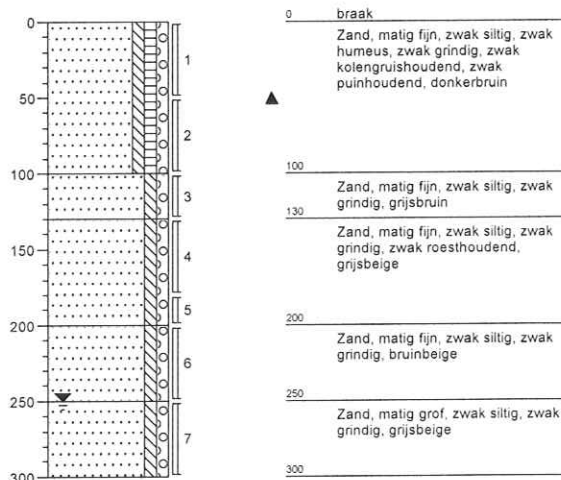 0
50
100
150
200
250
300
1
2
3
4
5
6
7
0 braak
Zand, matig fijn, zwak siltig, zwak
humeus, zwak grindig, zwak
kolengruishoudend, zwak
puinhoudend, donkerbruin
100
Zand, matig fijn, zwak siltig, zwak
grindig, grijsbruin
130
Zand, matig fijn, zwak siltig, zwak
grindig, zwak roesthoudend,
grijsbeige
200
Zand, matig fijn, zwak siltig, zwak
grindig, bruinbeige
250
Zand, matig grof, zwak siltig, zwak
grindig, grijsbeige
300